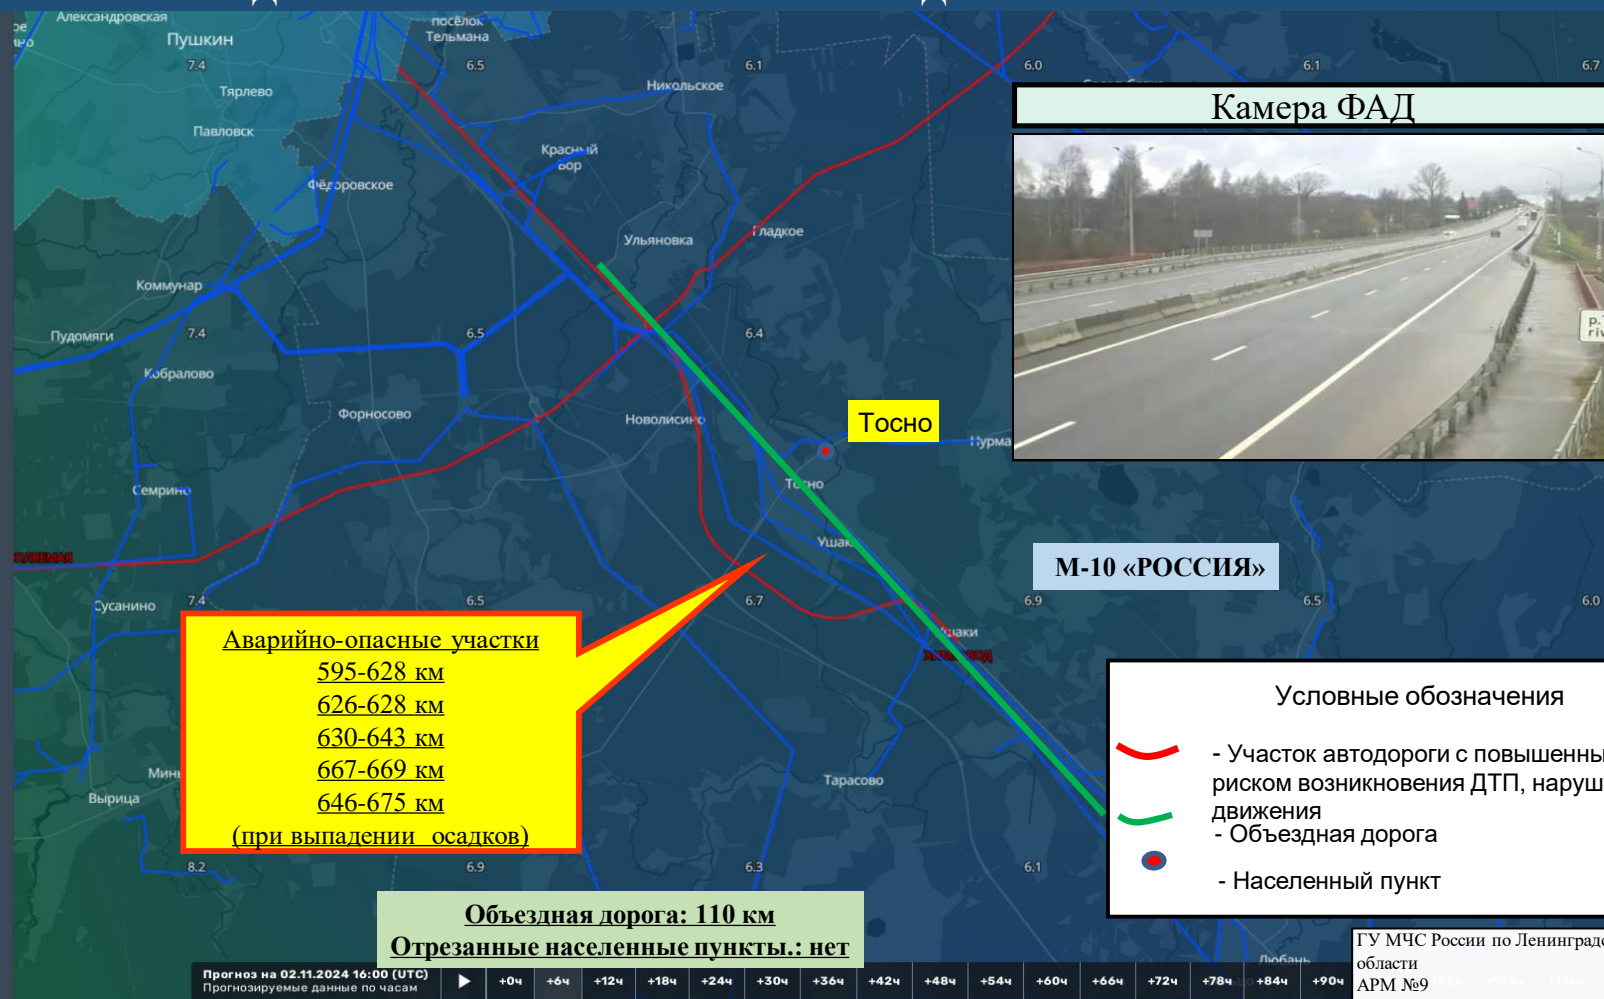 Александровская
посёлок
Тельмана
Пушкин
7.4
6.5
6.1
6.0
6.1
6.7
Тярлево
Никольское
Камера ФАД
Павловск
Красный
Бор
Фёдоровское
Ульяновка
Гладкое
Коммунар
Пудомяги
7.4
6.5
6.4
Кобралово
Форносово
Новолисино
Тосно
Нурма
Семрино
Тосно
Ушаки
М-10 «РОССИЯ»
Сусанино
7.4
6.5
6.7
6.9
6.5
6.0
Ушаки
Аварийно-опасные участки
595-628 км
626-628 км
630-643 км
667-669 км
646-675 км
(при выпадении осадков)
Условные обозначения
- Участок автодороги с повышенны
риском возникновения ДТП, наруш
движения
- Объездная дорога
- Населенный пункт
Мин
Вырица
Тарасово
8.2
6.9
6.3
6.1
Объездная дорога: 110 км
Отрезанные населенные пункты.: нет
Любань
ГУ МЧС России по Ленинградс
области
АРМ №9
Прогноз на 02.11.2024 16:00 (UTC)
Прогнозируемые данные по часам
+0ч +6ч +12ч +18ч +24ч +30ч +36ч +42ч +48ч +54ч +60ч +66ч +72ч +78ч +84ч +90ч